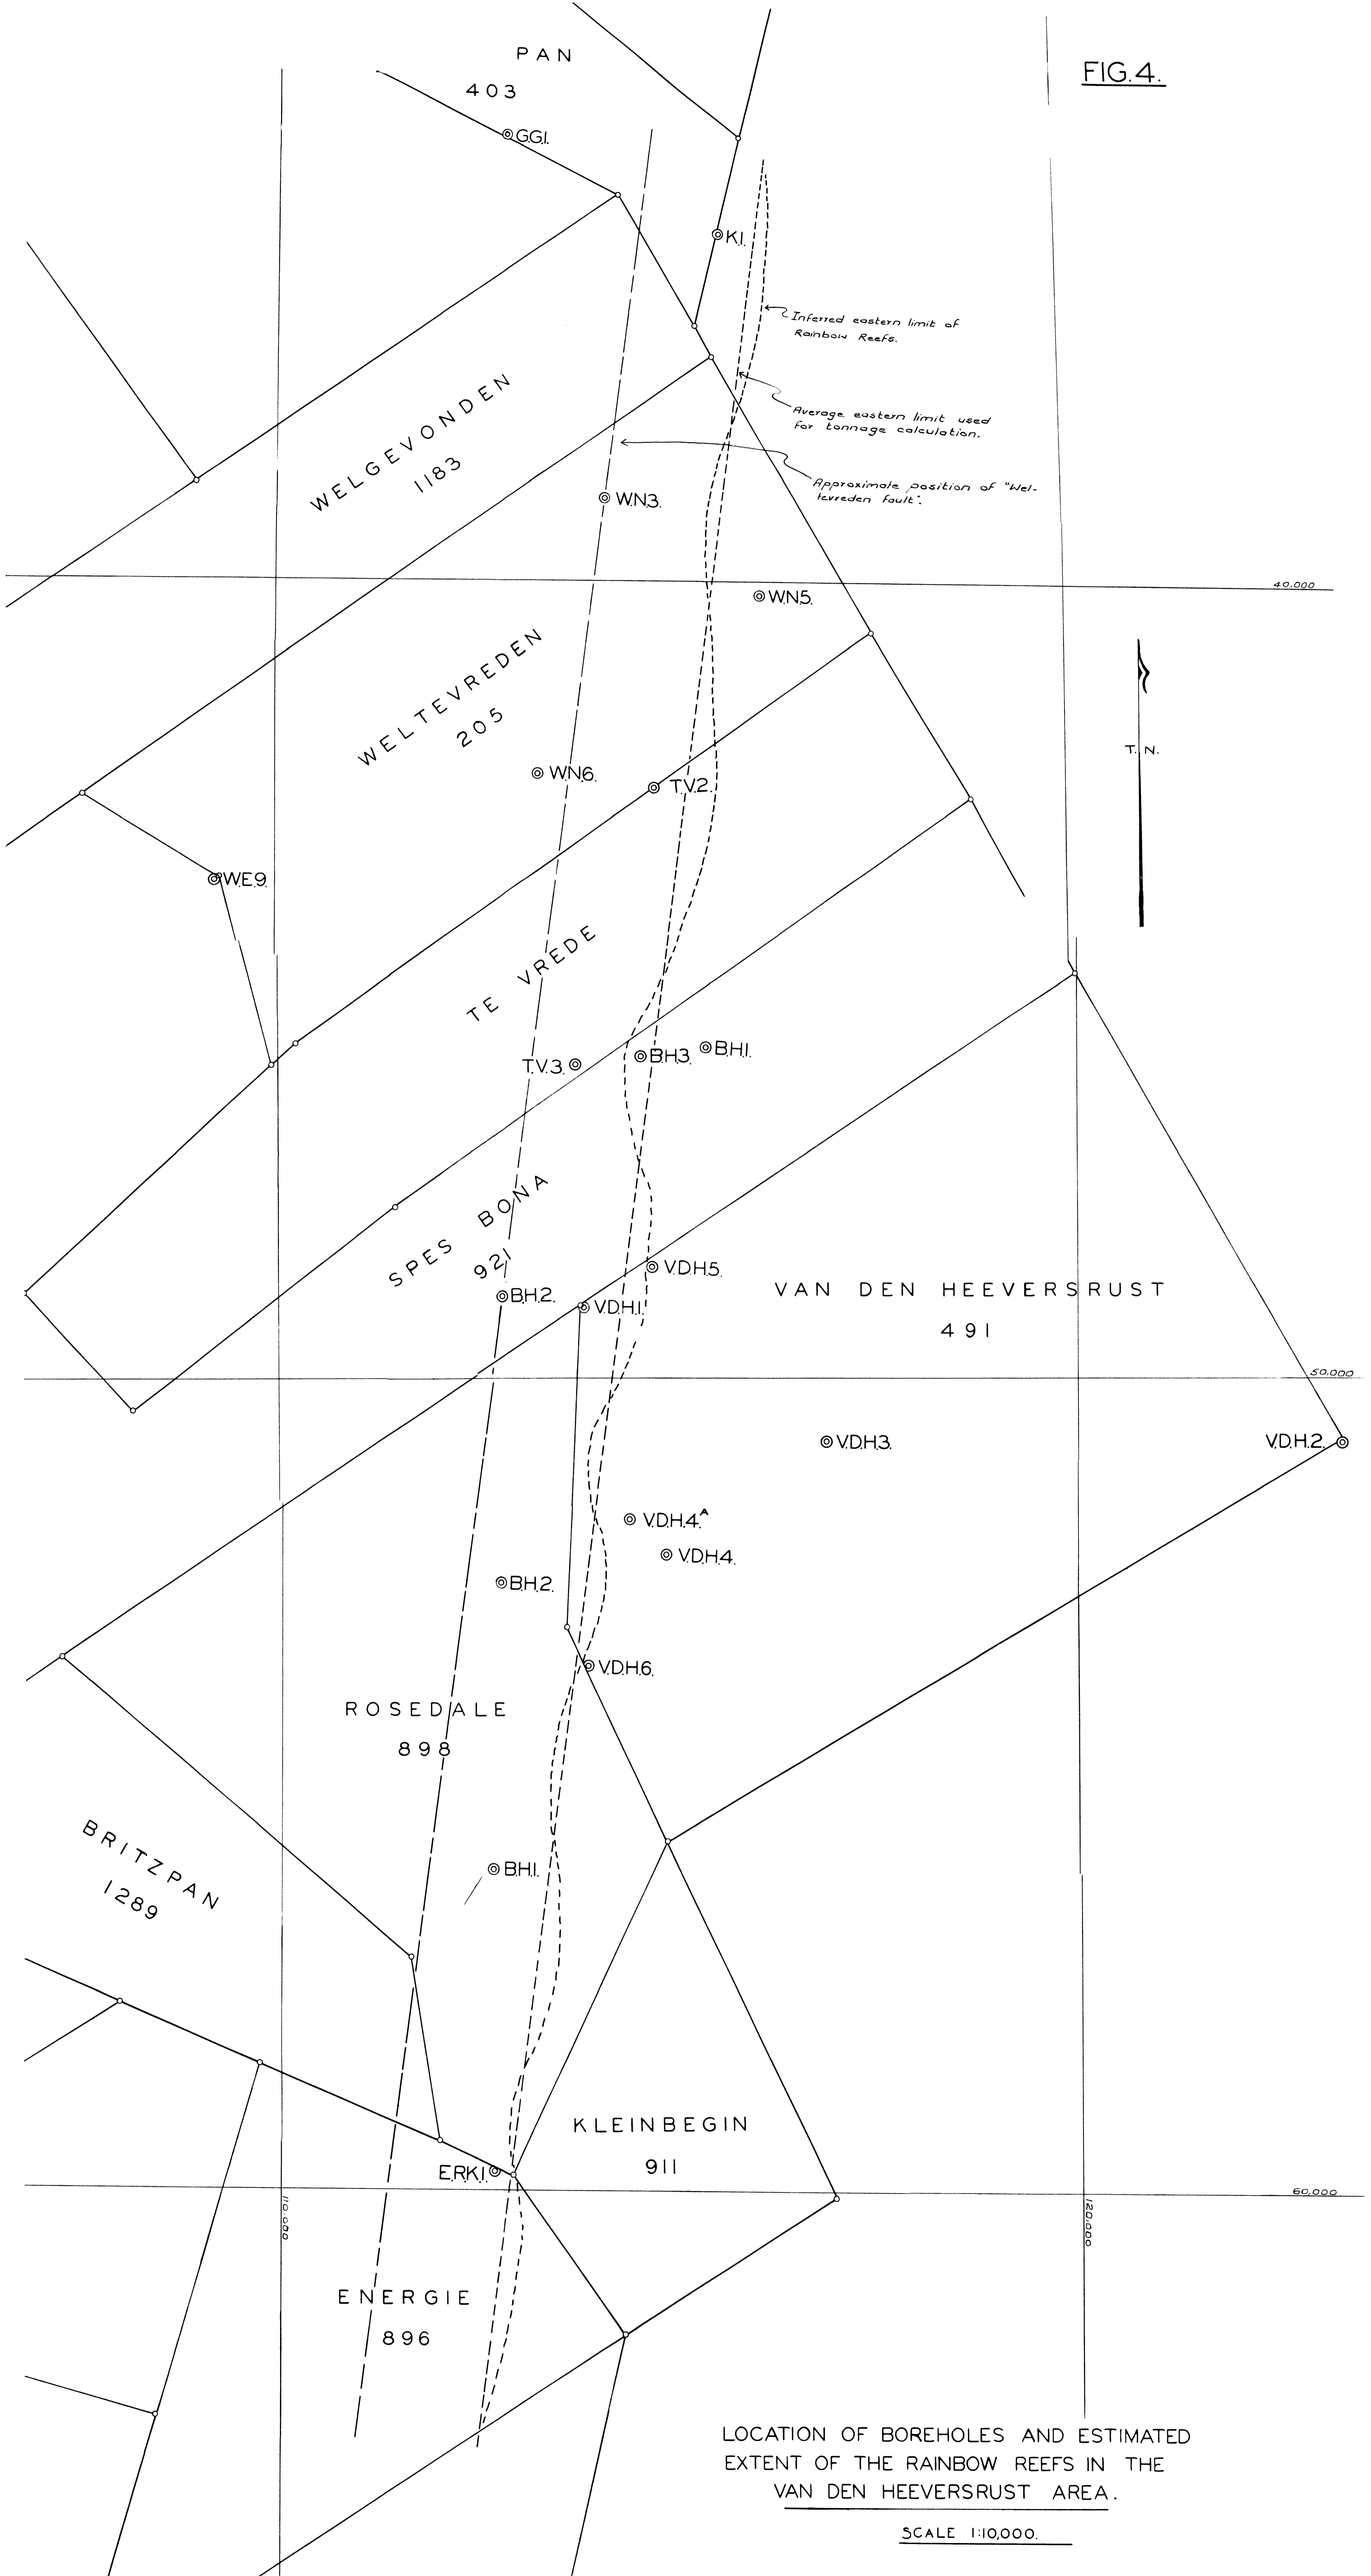 PAN
403
FIG.4.
G.G.1.
K.1.
Inferred eastern limit of
Rainbow Reefs.
Average eastern limit used
for tonnage calculation.
Approximate position of "Wel-
tevreden fault".
WELGEVONDEN
1183
W.N.3.
40.000
W.N.5.
WELTEVREDEN
205
T. N.
W.N.6.
T.V.2.
W.E.9.
TE VREDE
T.V.3.
B.H.3.
B.H.1.
SPES BONA
921
V.D.H.5.
VAN DEN HEEVERSRUST
491
B.H.2.
V.D.H.1.
50.000
V.D.H.3.
V.D.H.2.
V.D.H.4.A
V.D.H.4.
B.H.2.
V.D.H.6.
ROSEDALE
898
BRITZPAN
1289
B.H.1.
KLEINBEGIN
911
E.R.K.1.
60.000
110.000
120.000
ENERGIE
896
LOCATION OF BOREHOLES AND ESTIMATED
EXTENT OF THE RAINBOW REEFS IN THE
VAN DEN HEEVERSRUST AREA.
SCALE 1:10,000.